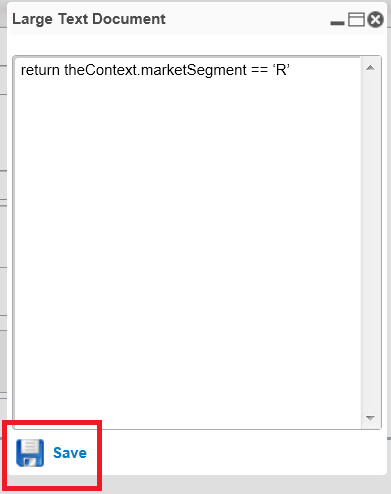 Large Text Document
return theContext.marketSegment == ‘R’
Save